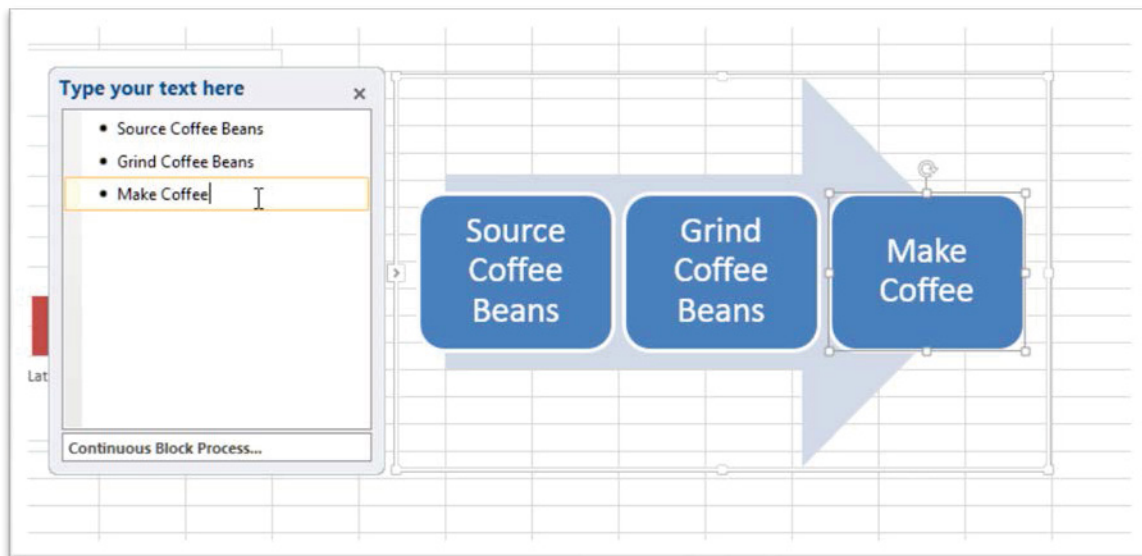 Type your text here
Source Coffee Beans
Grind Coffee Beans
Make Coffee
Continuous Block Process...
Lat
Source
Coffee
Beans
Grind
Coffee
Beans
Make
Coffee